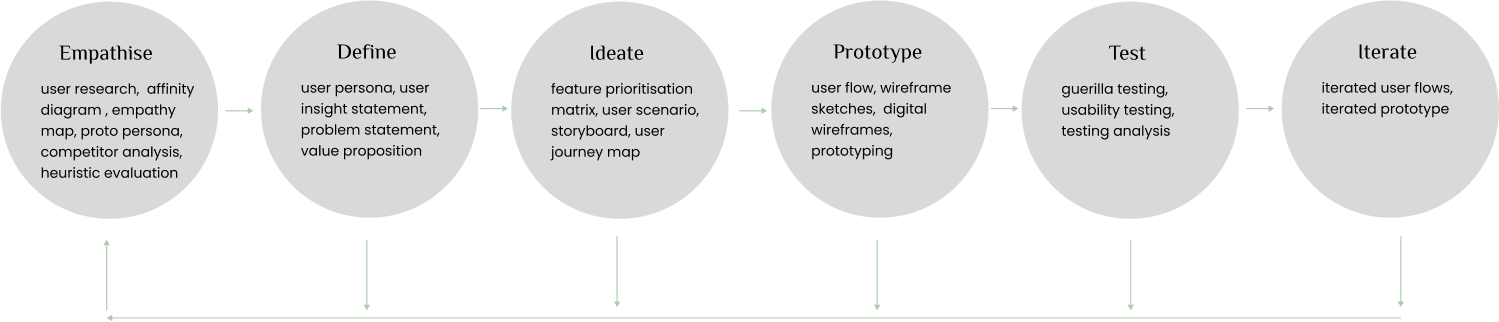 Empathise
user research,  affinity
diagram , empathy
map, proto persona,
competitor analysis,
heuristic evaluation
Define
user persona, user
insight statement,
problem statement,
value proposition
Ideate
feature prioritisation
matrix, user scenario,
storyboard, user
journey map
Prototype
user flow, wireframe
sketches,  digital
wireframes,
prototyping
Test
guerilla testing,
usability testing,
testing analysis
Iterate
iterated user flows,
iterated prototype